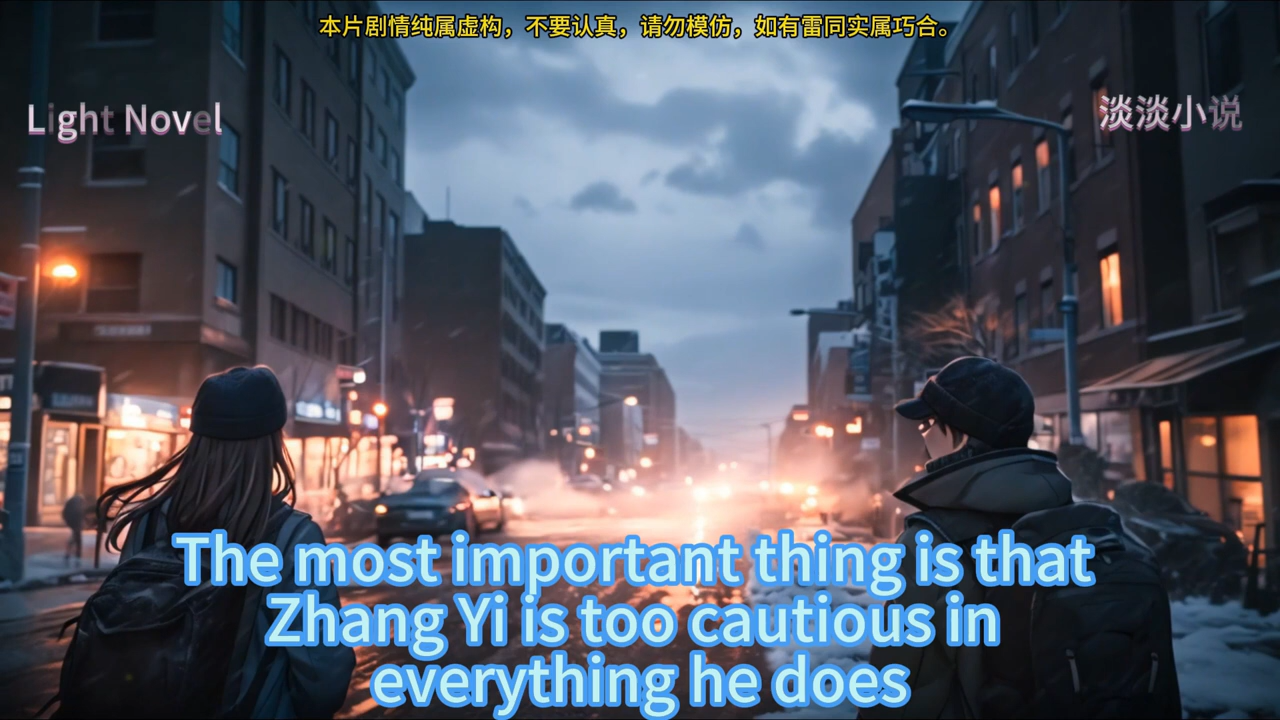 本片剧情纯属虚构，不要认真，请勿模仿，如有雷同实属巧合。
Light Novel
淡淡小说
The most important thing is that
Zhang Yi is too cautious in
everything he does